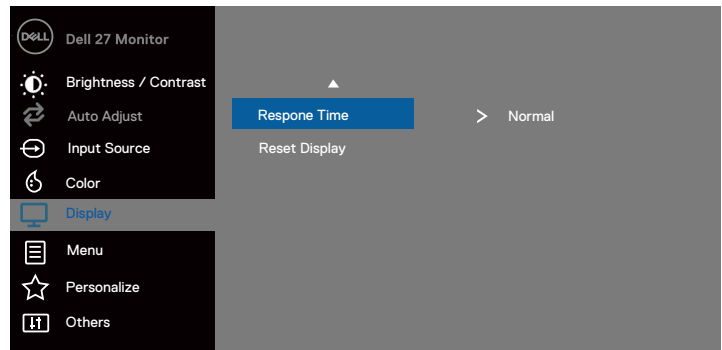 DELL
Dell 27 Monitor
Brightness / Contrast
Auto Adjust
Respone Time > Normal
Input Source
Reset Display
Color
Display
Menu
Personalize
Others